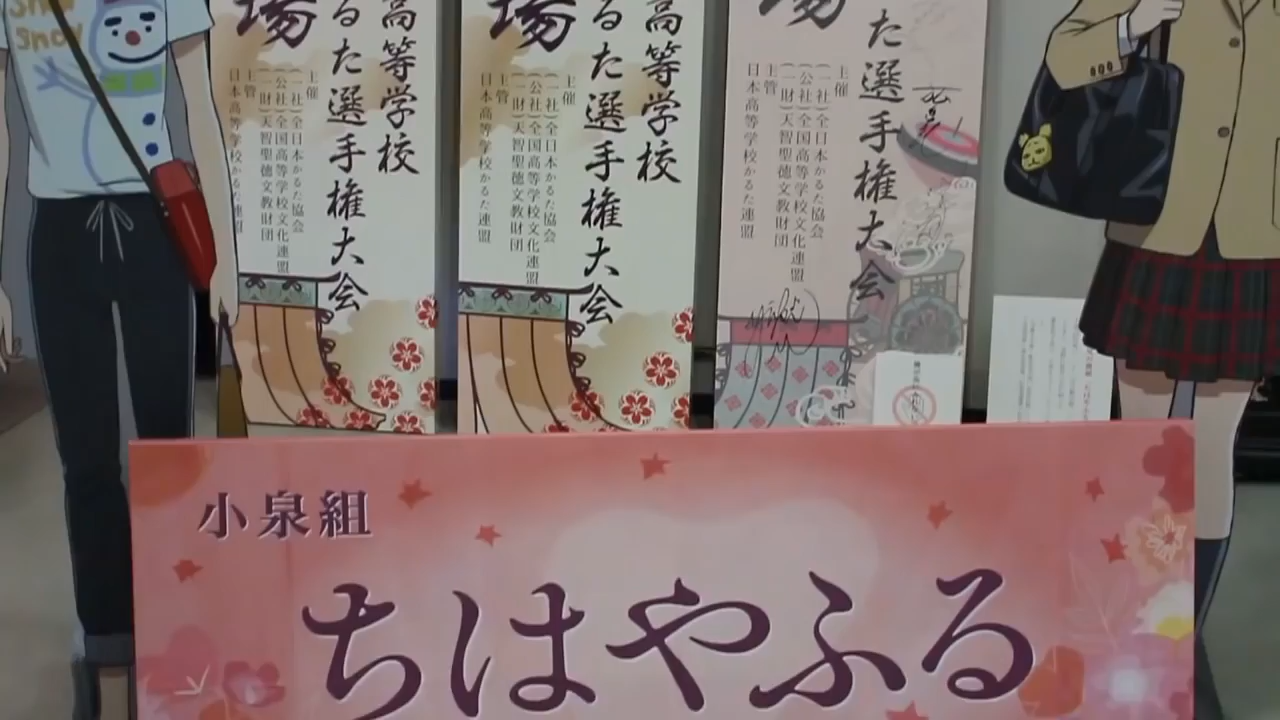 Snow
Snow
場
高等学校
るた選手権大会
主催
(一社)全日本かるた協会
(公社)全国高等学校文化連盟
(一財)天智聖徳文教財団
主管
日本高等学校かるた連盟
場
高等学校
るた選手権大会
主催
(一社)全日本かるた協会
(公社)全国高等学校文化連盟
(一財)天智聖徳文教財団
主管
日本高等学校かるた連盟
場
た選手権大会
主催
(一社)全日本かるた協会
(公社)全国高等学校文化連盟
(一財)天智聖徳文教財団
主管
日本高等学校かるた連盟
小泉組
ちはやふる